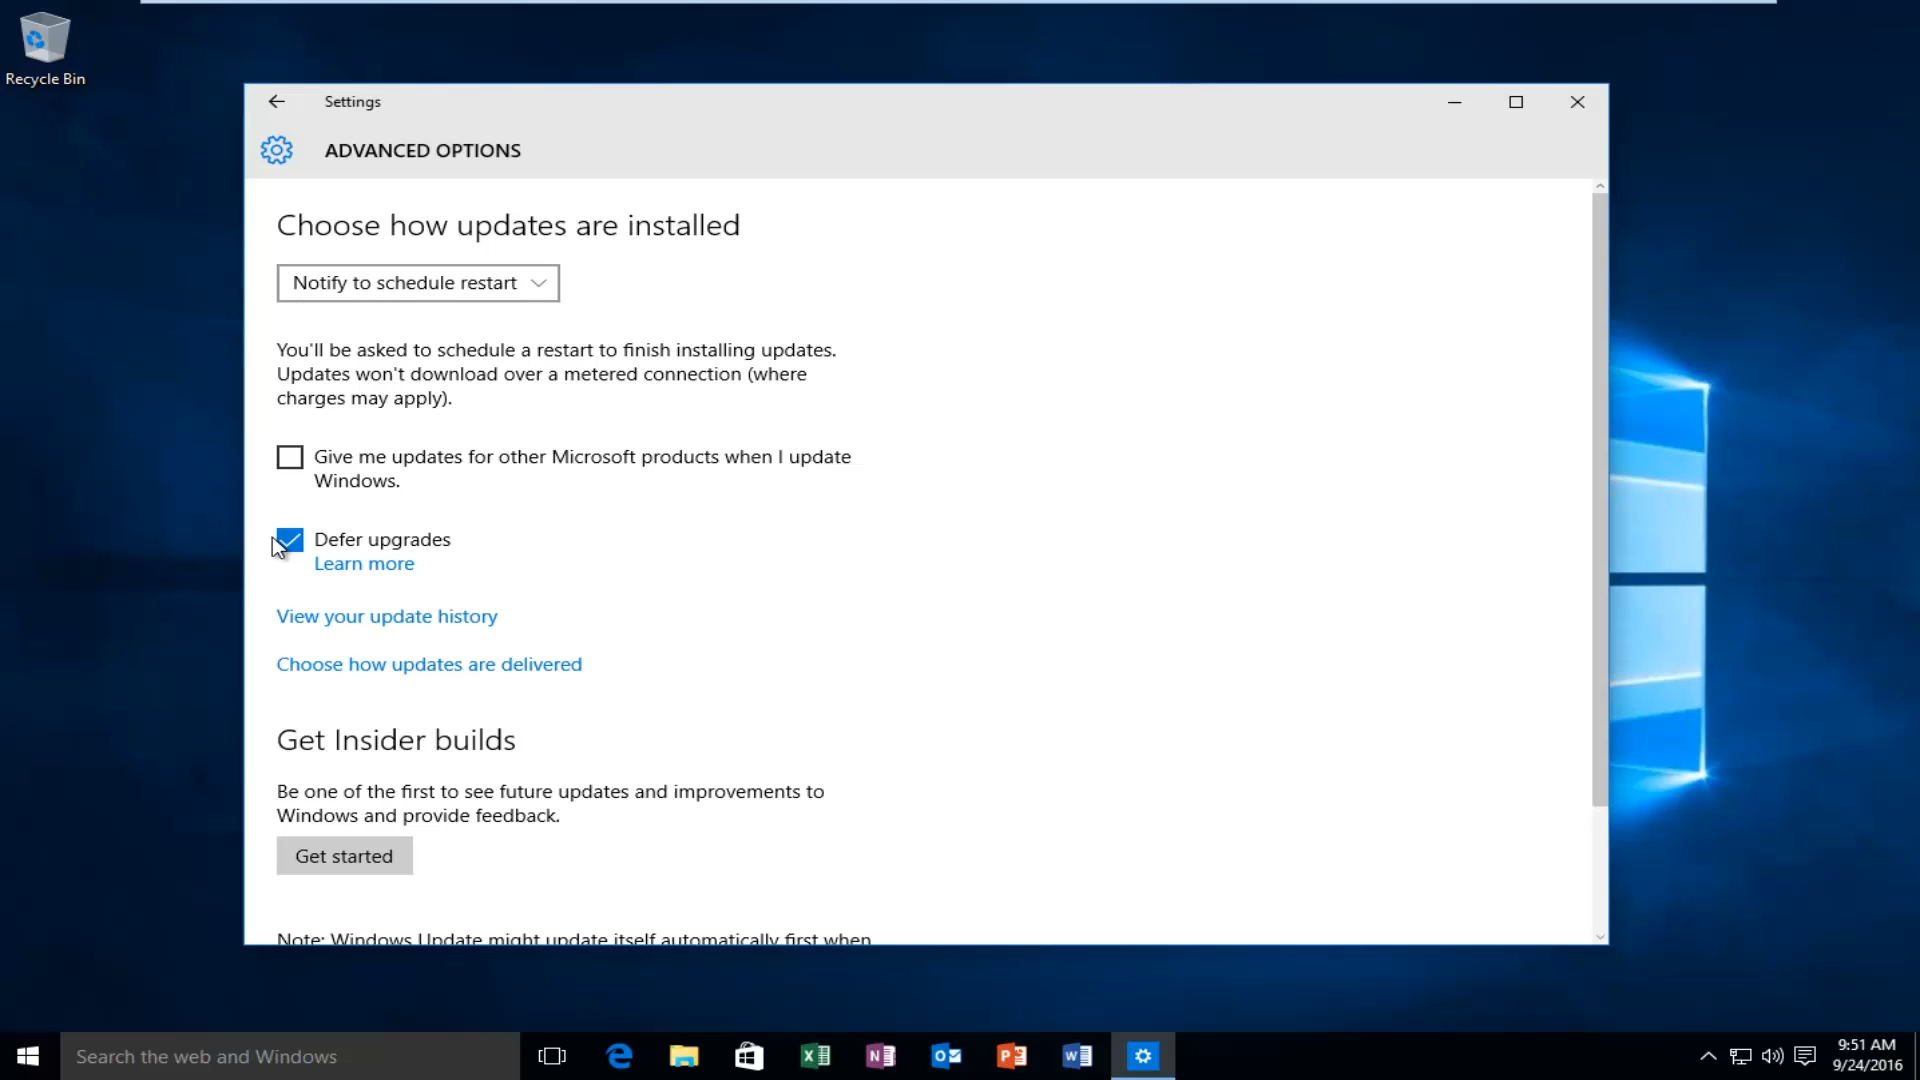 Recycle Bin
Settings
ADVANCED OPTIONS
Choose how updates are installed
Notify to schedule restart
You'll be asked to schedule a restart to finish installing updates.
Updates won't download over a metered connection (where
charges may apply).
Give me updates for other Microsoft products when I update
Windows.
Defer upgrades
Learn more
View your update history
Choose how updates are delivered
Get Insider builds
Be one of the first to see future updates and improvements to
Windows and provide feedback.
Get started
Note: Windows Update might update itself automatically first when
Search the web and Windows
9:51 AM
9/24/2016